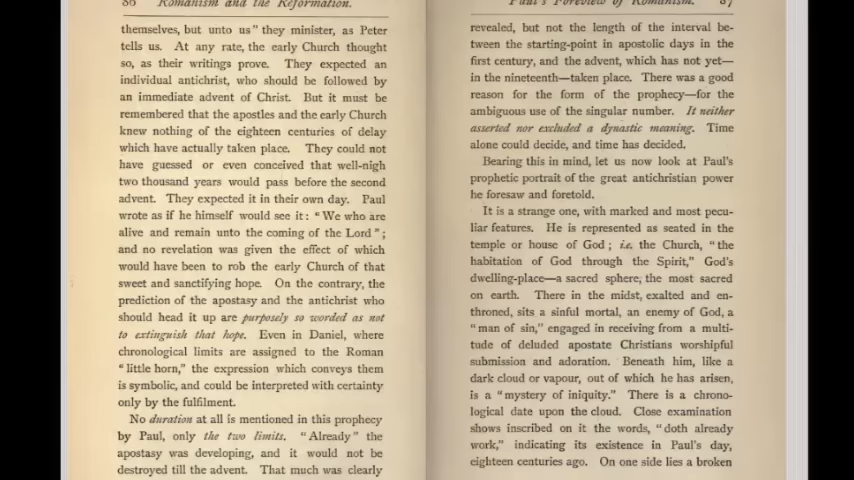 86 Romanism and the Reformation.
themselves, but unto us" they minister, as Peter
tells us. At any rate, the early Church thought
so, as their writings prove. They expected an
individual antichrist, who should be followed by
an immediate advent of Christ. But it must be
remembered that the apostles and the early Church
knew nothing of the eighteen centuries of delay
which have actually taken place. They could not
have guessed or even conceived that well-nigh
two thousand years would pass before the second
advent. They expected it in their own day. Paul
wrote as if he himself would see it: "We who are
alive and remain unto the coming of the Lord";
and no revelation was given the effect of which
would have been to rob the early Church of that
sweet and sanctifying hope. On the contrary, the
prediction of the apostasy and the antichrist who
should head it up are purposely so worded as not
to extinguish that hope. Even in Daniel, where
chronological limits are assigned to the Roman
"little horn," the expression which conveys them
is symbolic, and could be interpreted with certainty
only by the fulfilment.
No duration at all is mentioned in this prophecy
by Paul, only the two limits. "Already" the
apostasy was developing, and it would not be
destroyed till the advent. That much was clearly
Paul's Foreview of Romanism. 87
revealed, but not the length of the interval be-
tween the starting-point in apostolic days in the
first century, and the advent, which has not yet—
in the nineteenth—taken place. There was a good
reason for the form of the prophecy—for the
ambiguous use of the singular number. It neither
asserted nor excluded a dynastic meaning. Time
alone could decide, and time has decided.
Bearing this in mind, let us now look at Paul's
prophetic portrait of the great antichristian power
he foresaw and foretold.
It is a strange one, with marked and most pecu-
liar features. He is represented as seated in the
temple or house of God; i.e. the Church, "the
habitation of God through the Spirit," God's
dwelling-place—a sacred sphere, the most sacred
on earth. There in the midst, exalted and en-
throned, sits a sinful mortal, an enemy of God, a
"man of sin," engaged in receiving from a multi-
tude of deluded apostate Christians worshipful
submission and adoration. Beneath him, like a
dark cloud or vapour, out of which he has arisen,
is a "mystery of iniquity." There is a chrono-
logical date upon the cloud. Close examination
shows inscribed on it the words, "doth already
work," indicating its existence in Paul's day,
eighteen centuries ago. On one side lies a broken